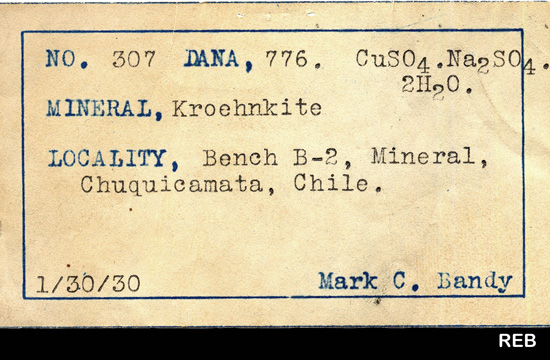 NO. 307 DANA, 776. CuSO4.Na2SO4.
2H2O.
MINERAL, Kroehnkite
LOCALITY, Bench B-2, Mineral,
Chuquicamata, Chile.
1/30/30 Mark C. Bandy
REB